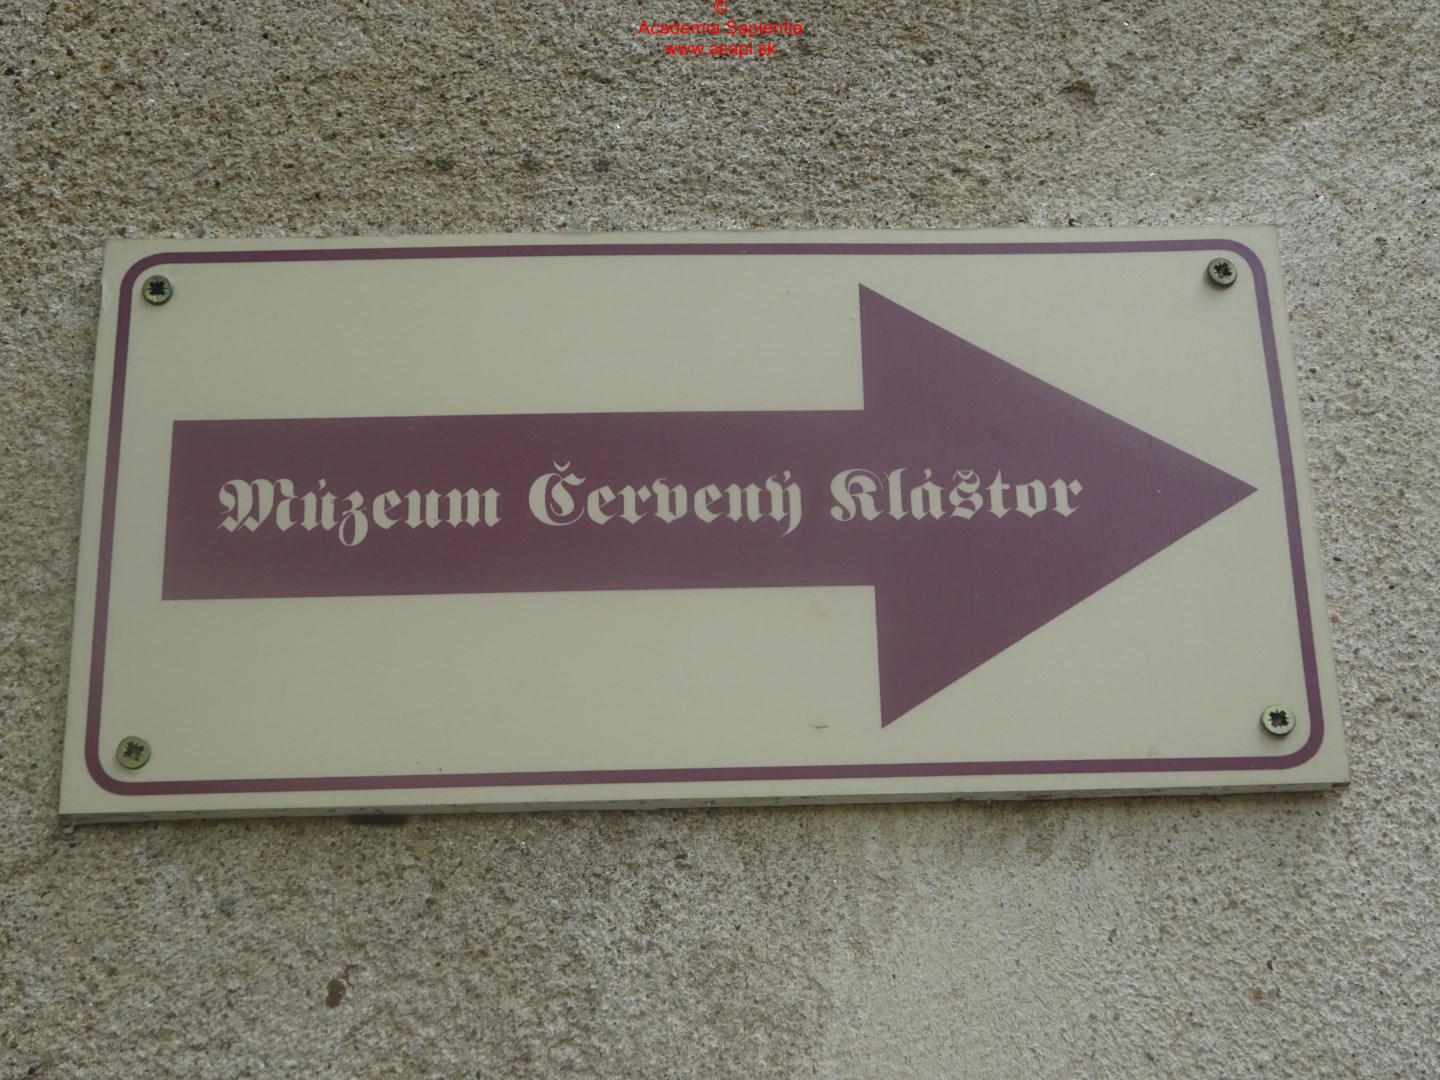 ©
Academia Sapientia
www.asapi.sk
Múzeum Červený Kláštor